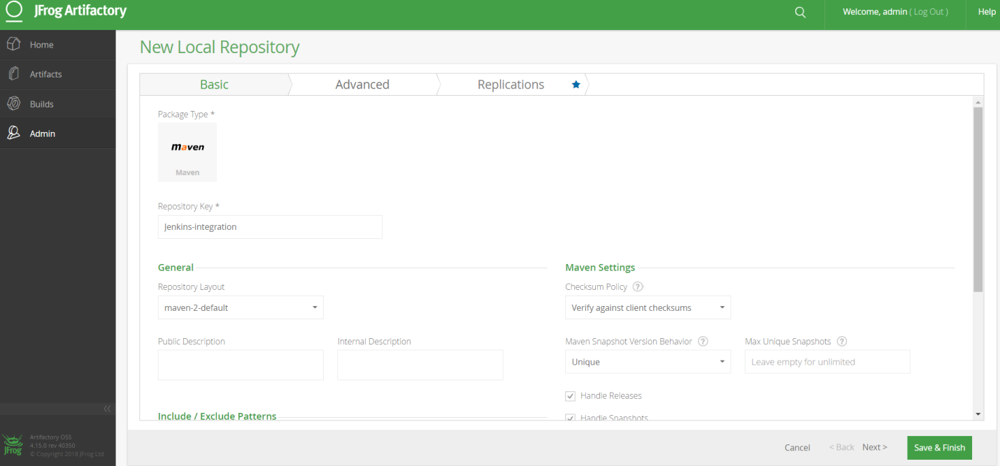 JFrog Artifactory
Welcome, admin ( Log Out )
Help
Home
Artifacts
Builds
Admin
New Local Repository
Basic
Advanced
Replications
Package Type *
maven
Maven
Repository Key *
Jenkins-integration
General
Repository Layout
maven-2-default
Public Description
Internal Description
Include / Exclude Patterns
Maven Settings
Checksum Policy ?
Verify against client checksums
Maven Snapshot Version Behavior ?
Unique
Max Unique Snapshots ?
Leave empty for unlimited
Handle Releases
Handle Snapshots
Cancel
< Back
Next >
Save & Finish
JFrog
Artifactory OSS
4.15.0 rev 40350
© Copyright 2018 JFrog Ltd